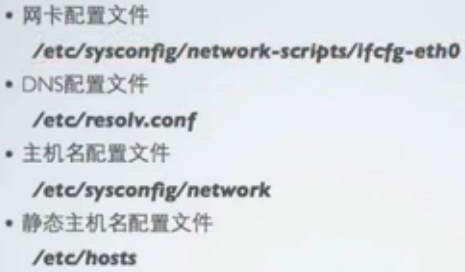 • 网卡配置文件
/etc/sysconfig/network-scripts/ifcfg-eth0
• DNS配置文件
/etc/resolv.conf
• 主机名配置文件
/etc/sysconfig/network
• 静态主机名配置文件
/etc/hosts